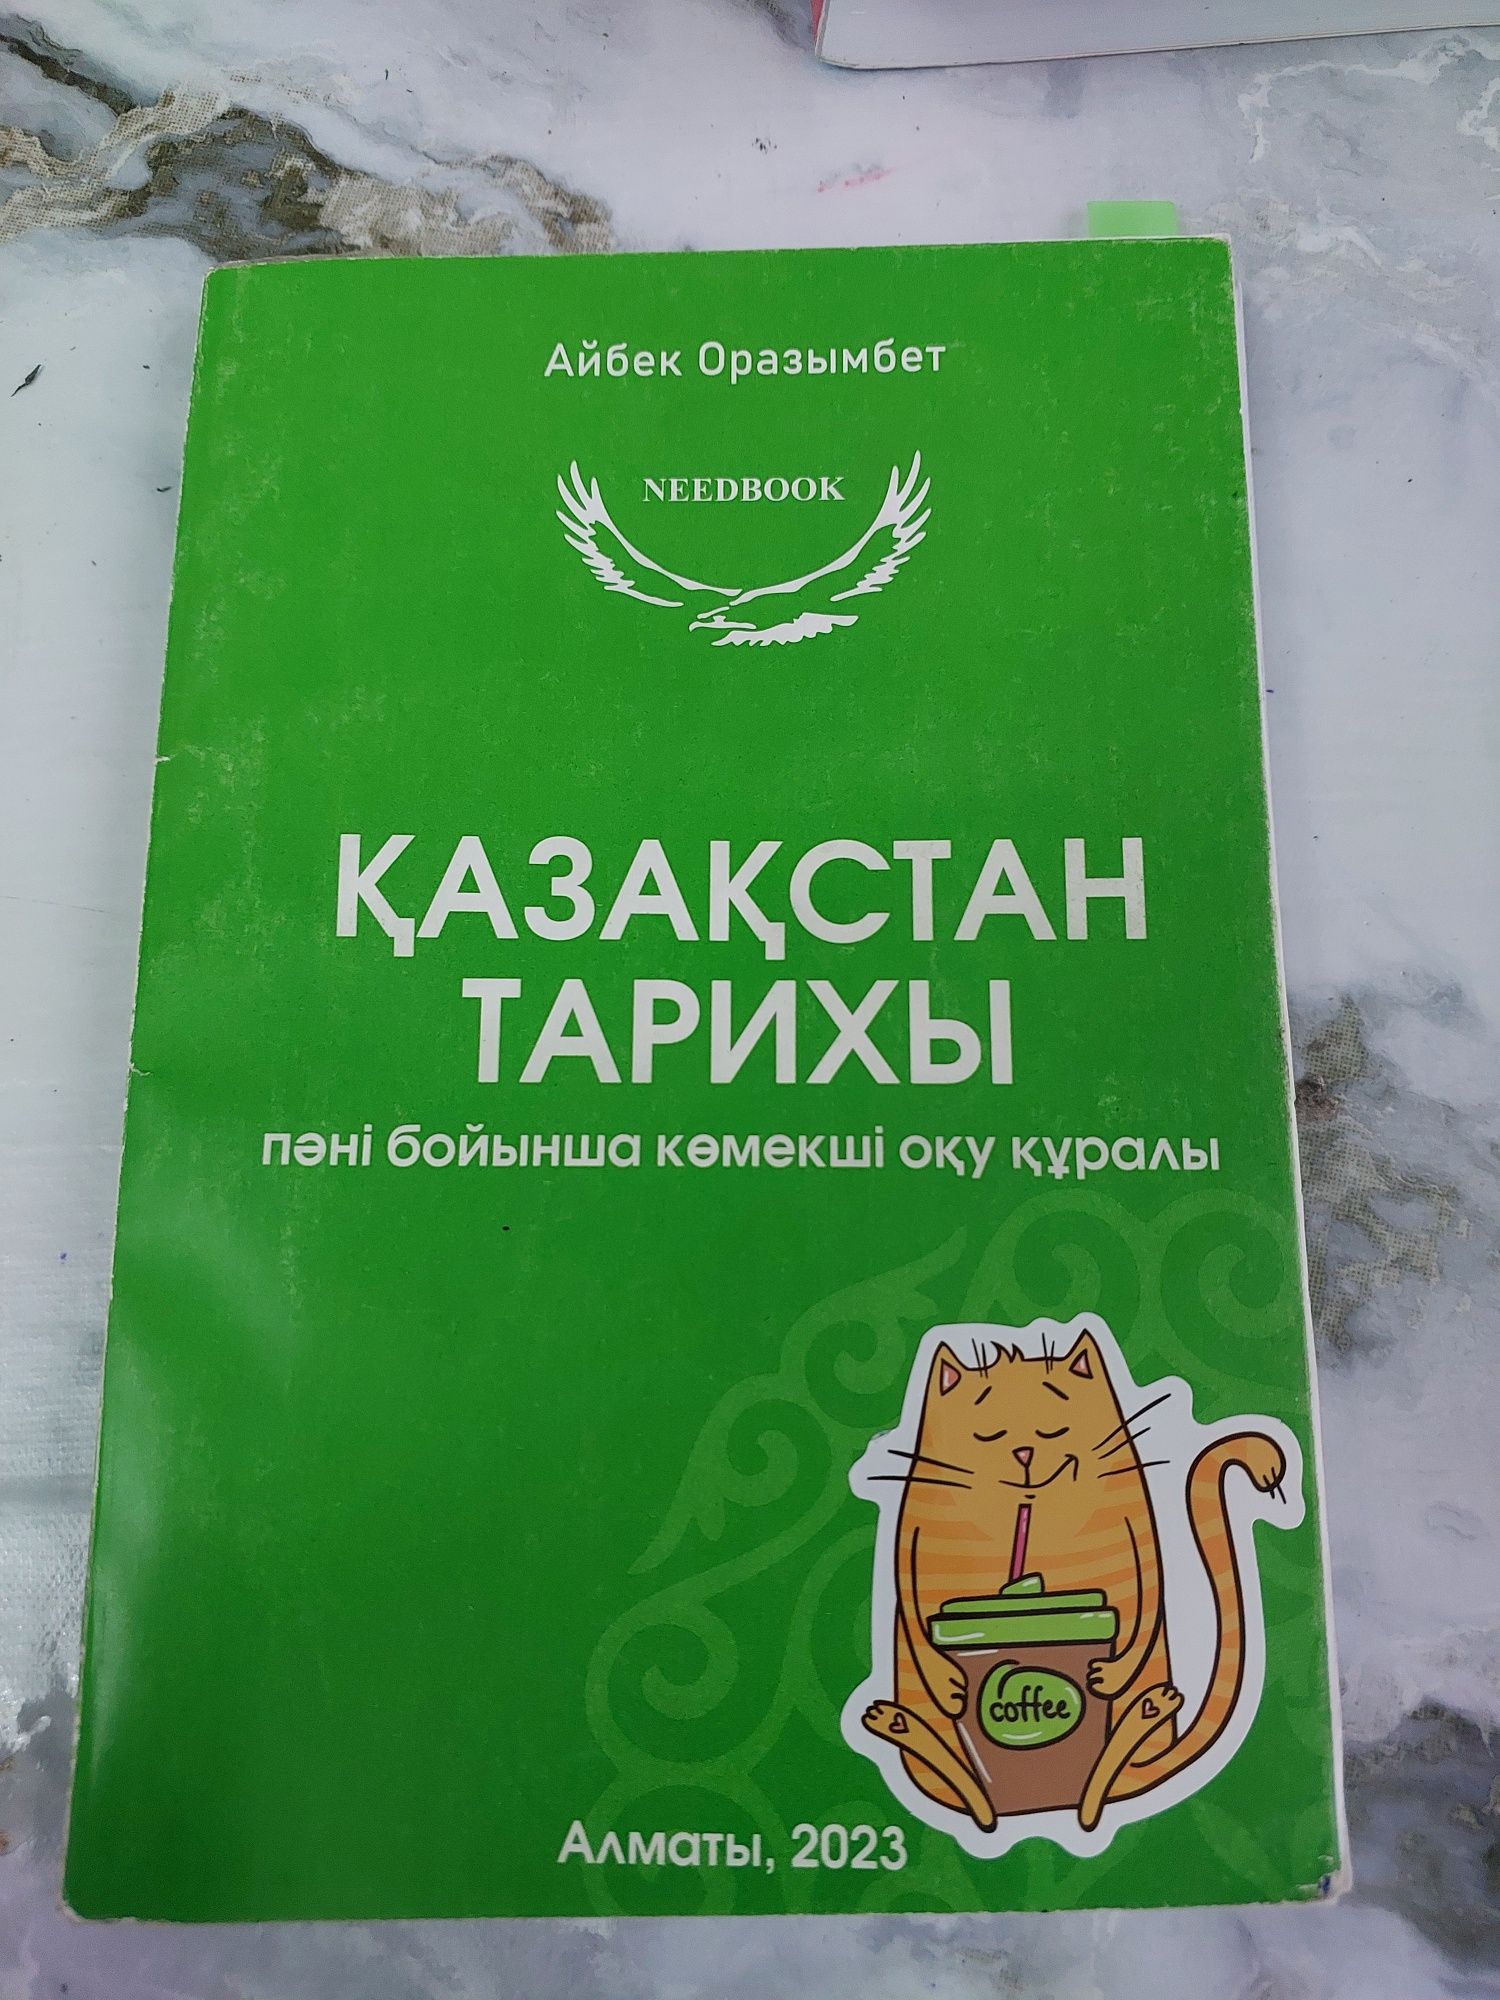 Айбек Оразымбет
NEEDBOOK
ҚАЗАҚСТАН
ТАРИХЫ
пәні бойынша көмекші оқу құралы
coffee
Алматы, 2023